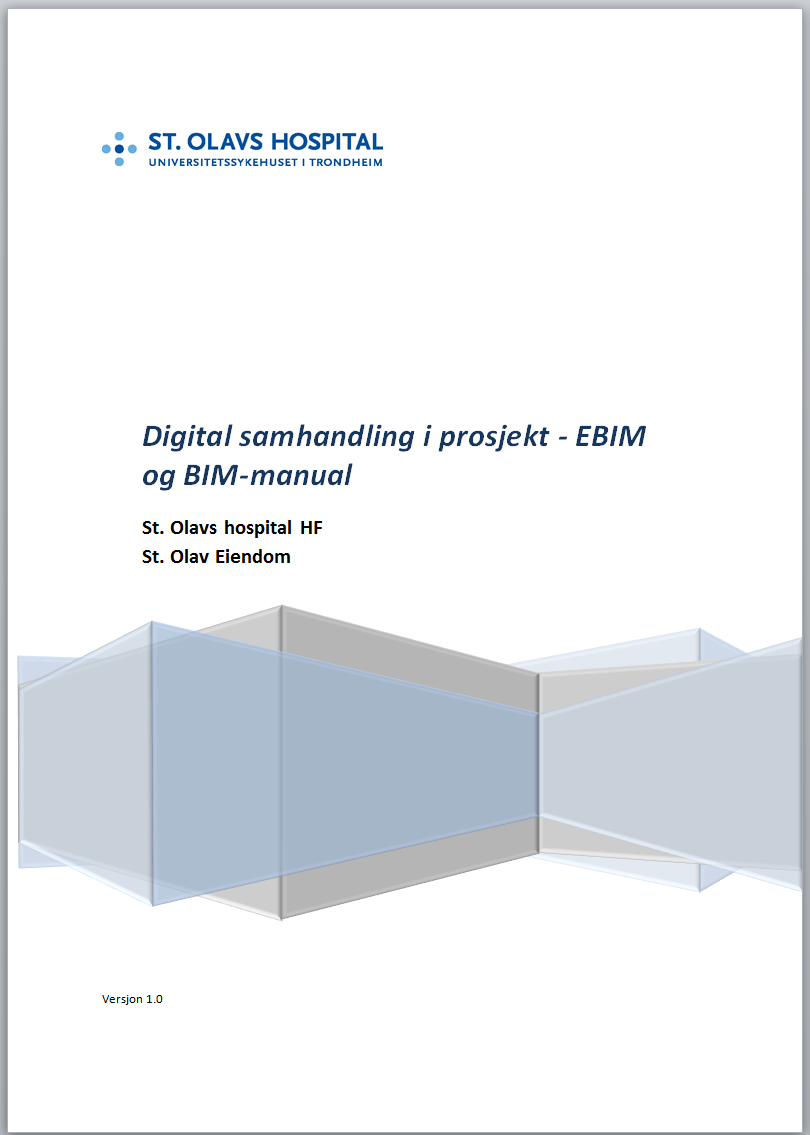 ST. OLAVS HOSPITAL
UNIVERSITETSSYKEHUSET I TRONDHEIM
Digital samhandling i prosjekt - EBIM
og BIM-manual
St. Olavs hospital HF
St. Olav Eiendom
Versjon 1.0